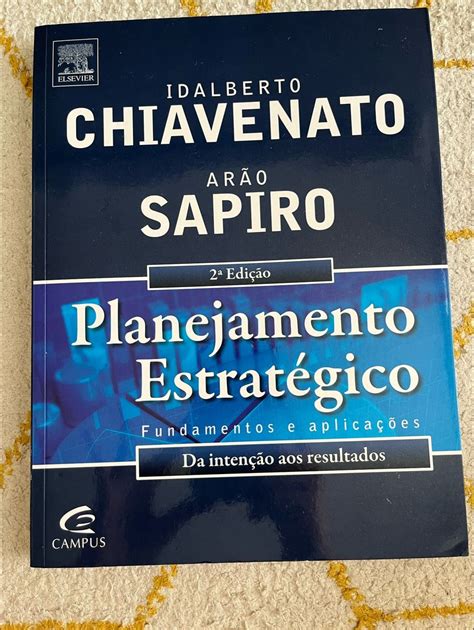 ELSEVIER
IDALBERTO
CHIAVENATO
ARÃO
SAPIRO
2ª Edição
Planejamento
Estratégico
Fundamentos e aplicações
Da intenção aos resultados
CAMPUS